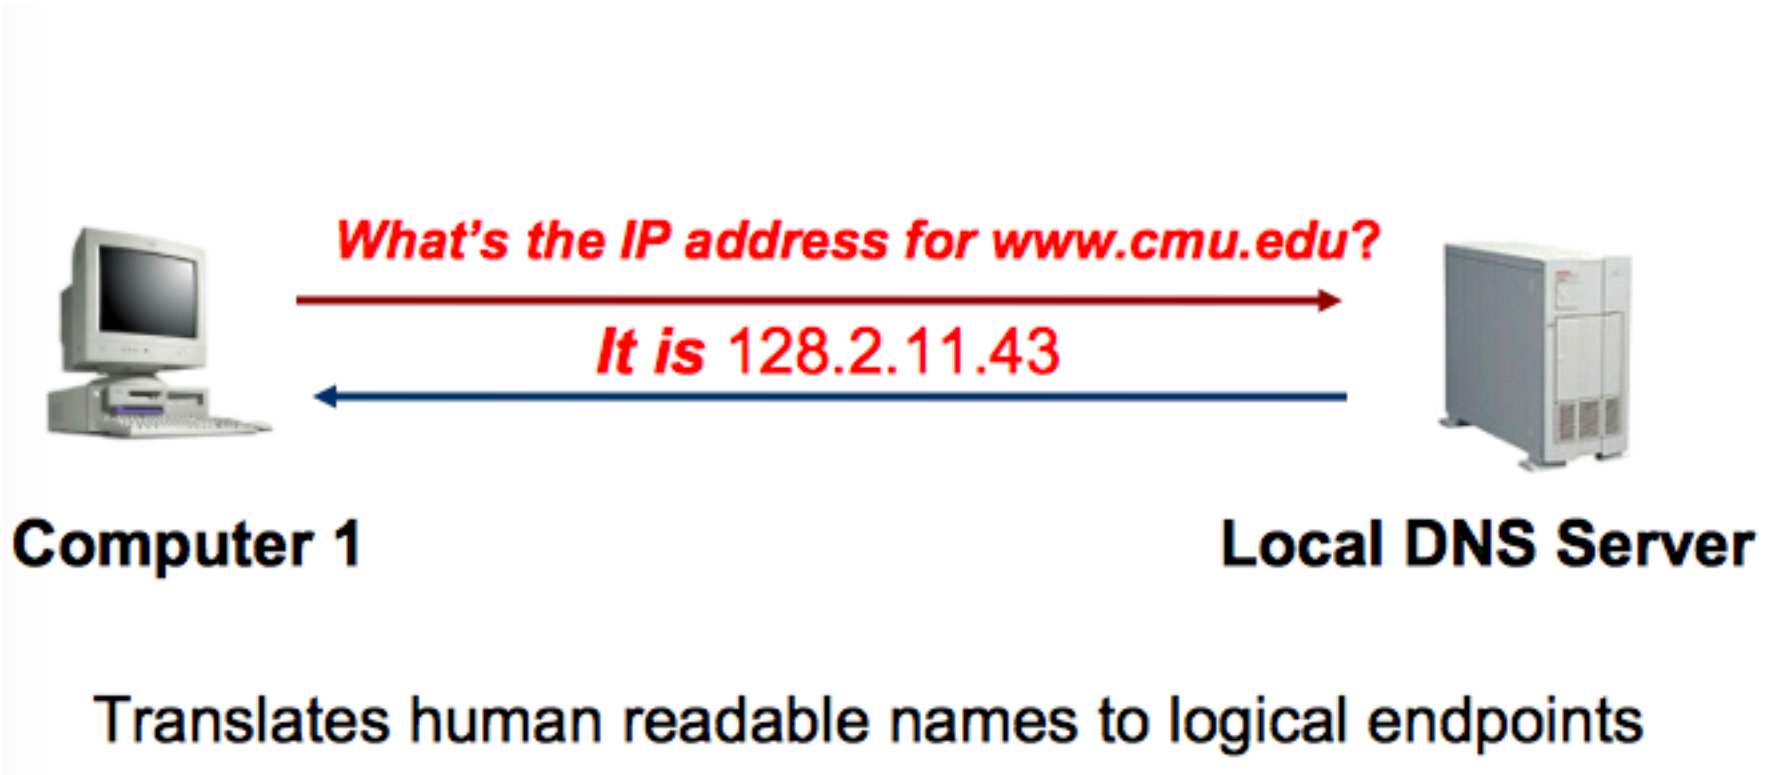 What's the IP address for www.cmu.edu?
It is 128.2.11.43
Computer 1
Local DNS Server
Translates human readable names to logical endpoints